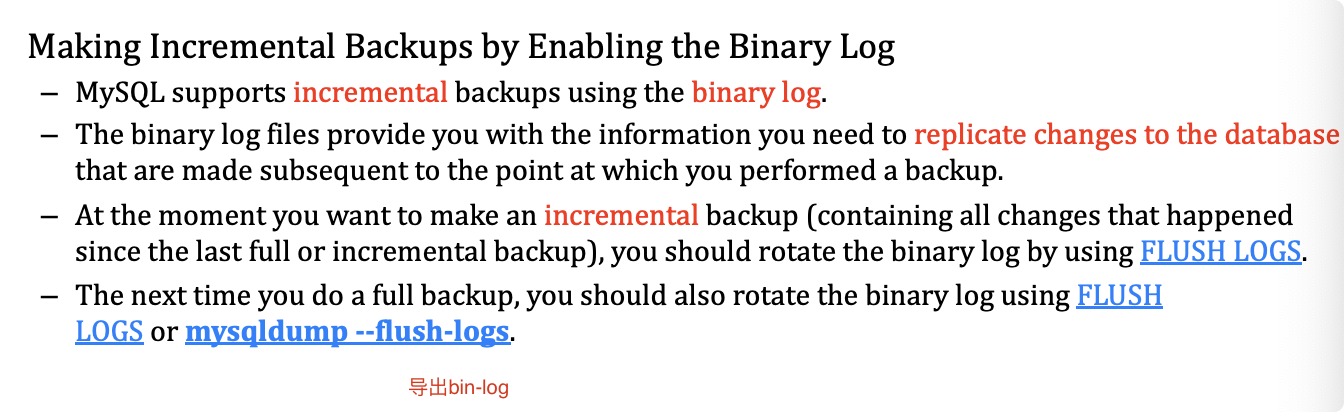 Making Incremental Backups by Enabling the Binary Log
– MySQL supports incremental backups using the binary log.
– The binary log files provide you with the information you need to replicate changes to the database
that are made subsequent to the point at which you performed a backup.
– At the moment you want to make an incremental backup (containing all changes that happened
since the last full or incremental backup), you should rotate the binary log by using FLUSH LOGS.
– The next time you do a full backup, you should also rotate the binary log using FLUSH
LOGS or mysqldump --flush-logs.
导出bin-log